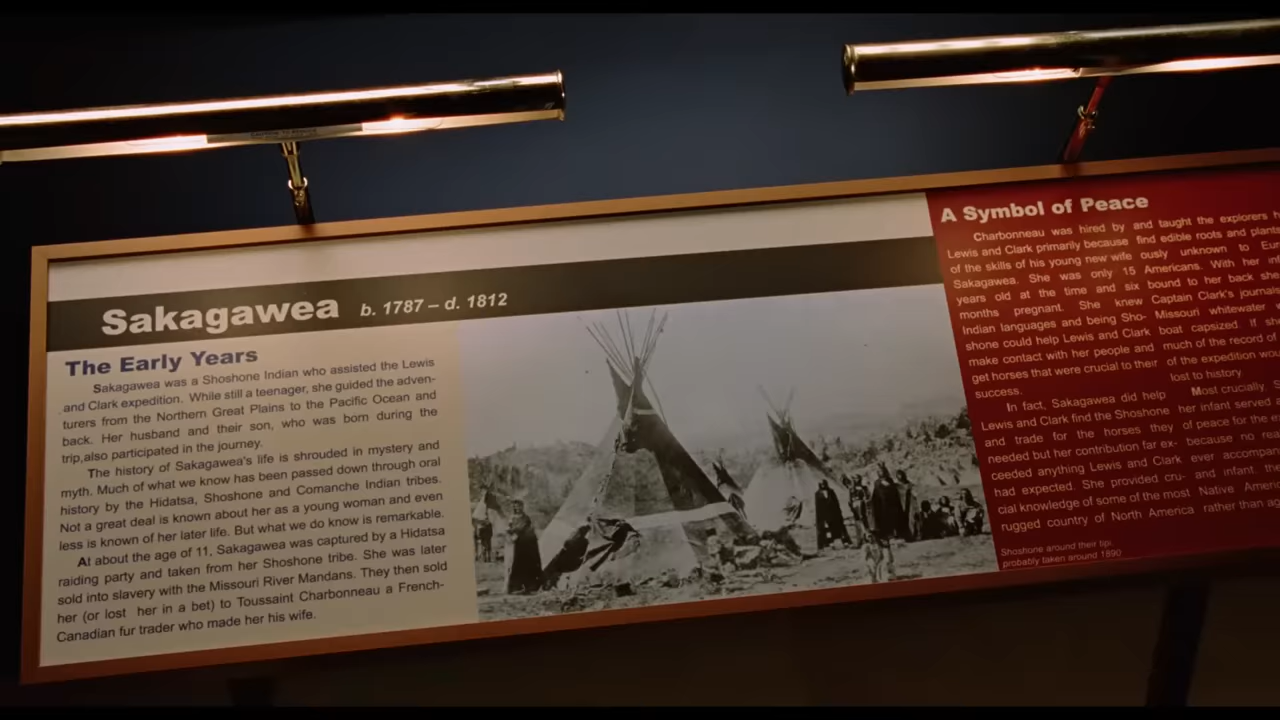 Sakagawea b. 1787 – d. 1812
The Early Years
Sakagawea was a Shoshone Indian who assisted the Lewis
and Clark expedition. While still a teenager, she guided the adven-
turers from the Northern Great Plains to the Pacific Ocean and
back. Her husband and their son, who was born during the
trip,also participated in the journey.
The history of Sakagawea's life is shrouded in mystery and
myth. Much of what we know has been passed down through oral
history by the Hidatsa, Shoshone and Comanche Indian tribes.
Not a great deal is known about her as a young woman and even
less is known of her later life. But what we do know is remarkable.
At about the age of 11, Sakagawea was captured by a Hidatsa
raiding party and taken from her Shoshone tribe. She was later
sold into slavery with the Missouri River Mandans. They then sold
her (or lost her in a bet) to Toussaint Charbonneau a French-
Canadian fur trader who made her his wife.
A Symbol of Peace
Charbonneau was hired by
Lewis and Clark primarily because
of the skills of his young new wife
Sakagawea. She was only 15
years old at the time and six
months pregnant. She knew
Indian languages and being Sho-
shone could help Lewis and Clark
make contact with her people and
get horses that were crucial to their
success.
In fact, Sakagawea did help
Lewis and Clark find the Shoshone
and trade for the horses they
needed but her contribution far ex-
ceeded anything Lewis and Clark
had expected. She provided cru-
cial knowledge of some of the most
rugged country of North America
and taught the explorers
find edible roots and plants
ously unknown to
Americans. With her
bound to her back she
Captain Clark's journals
Missouri whitewater
boat capsized. If
much of the record of
of the expedition
lost to history.
Most crucially,
her infant served
of peace for the
because no
ever
and infant,
Native
rather than
Shoshone around their tipi.
probably taken around 1890